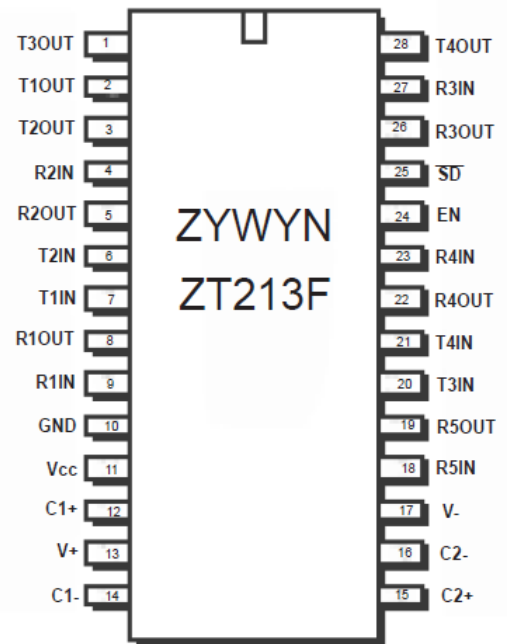 T3OUT 1 28 T4OUT
T1OUT 2 27 R3IN
T2OUT 3 26 R3OUT
R2IN 4 25 SD
R2OUT 5 24 EN
T2IN 6 23 R4IN
T1IN 7 22 R4OUT
R1OUT 8 21 T4IN
R1IN 9 20 T3IN
GND 10 19 R5OUT
Vcc 11 18 R5IN
C1+ 12 17 V-
V+ 13 16 C2-
C1- 14 15 C2+
ZYWYN
ZT213F